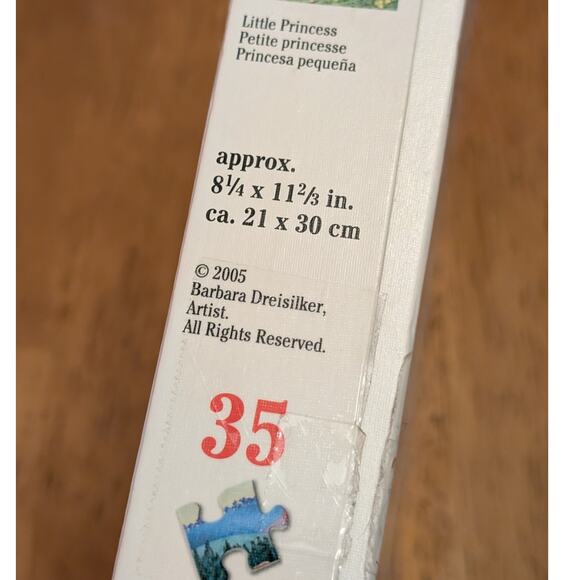 Little Princess
Petite princesse
Princesa pequeña
approx.
8¼ x 11⅔ in.
ca. 21 x 30 cm
© 2005
Barbara Dreisilker,
Artist.
All Rights Reserved.
35